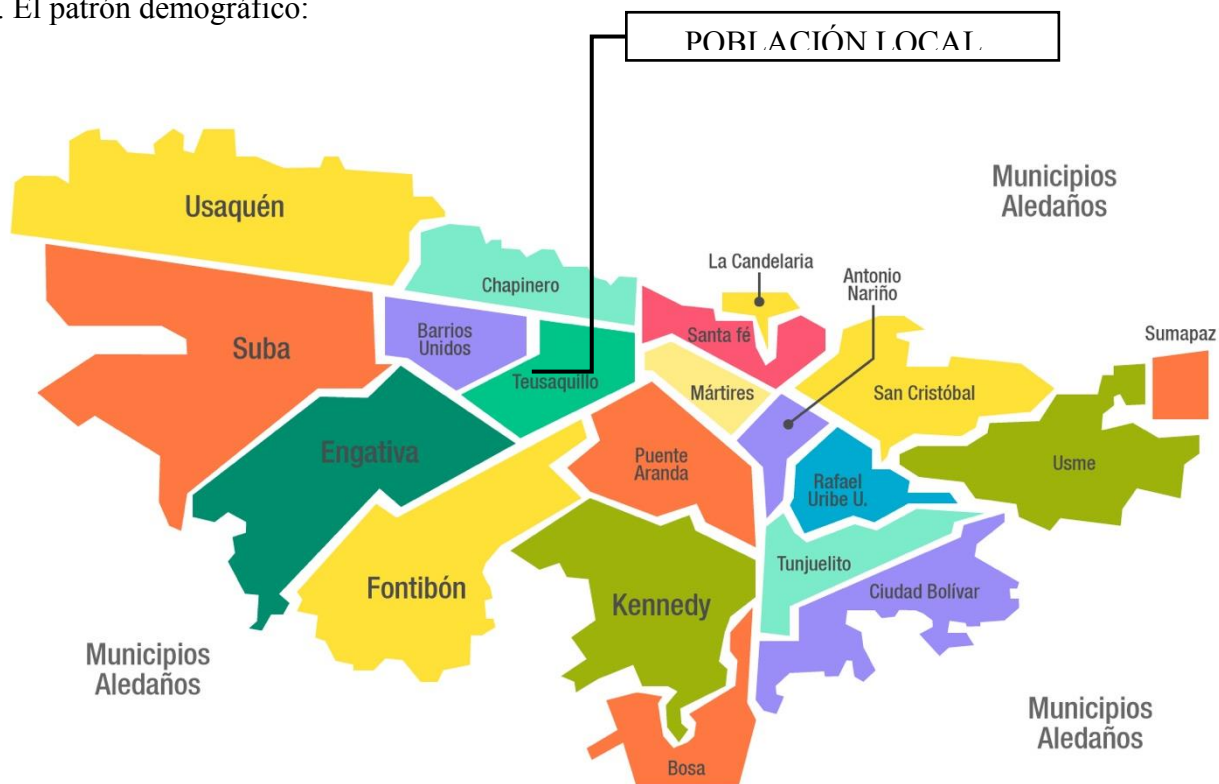 . El patrón demográfico:
POBLACIÓN LOCAL
Municipios
Aledaños
Usaquén
La Candelaria
Antonio
Nariño
Chapinero
Sumapaz
Barrios
Unidos
Santa fé
Suba
Teusaquillo
Mártires
San Cristóbal
Engativa
Puente
Aranda
Usme
Rafael
Uribe U.
Tunjuelito
Fontibón
Kennedy
Ciudad Bolívar
Municipios
Aledaños
Municipios
Aledaños
Bosa